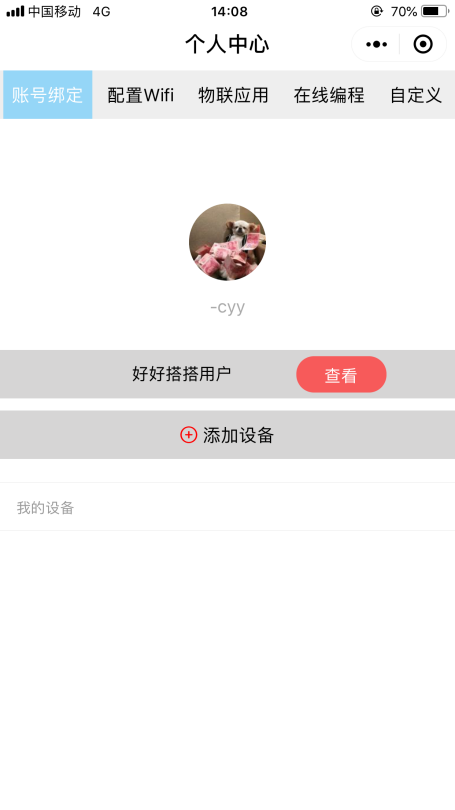 中国移动 4G 14:08 70%
个人中心
账号绑定 配置Wifi 物联应用 在线编程 自定义
-cyy
好好搭搭用户 查看
添加设备
我的设备